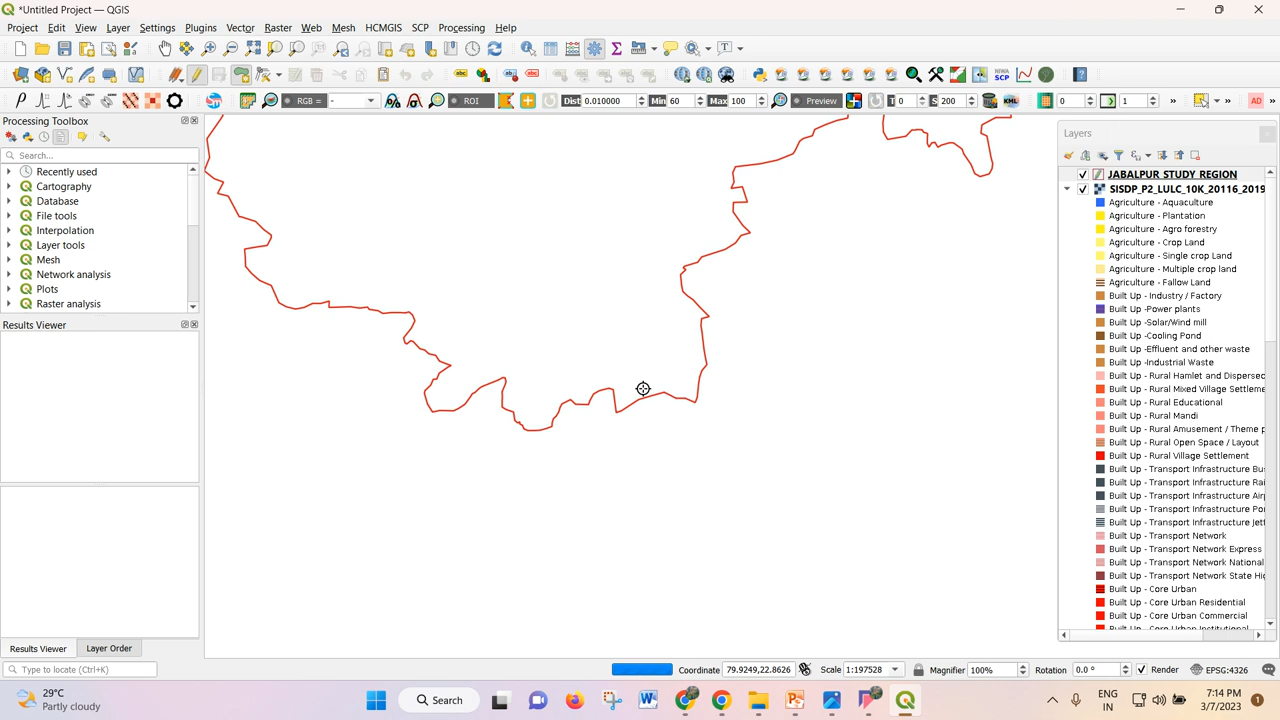 *Untitled Project — QGIS
Project Edit View Layer Settings Plugins Vector Raster Web Mesh HCMGIS SCP Processing Help
RGB = - ROI Dist 0.010000 Min 60 Max 100 Preview T 0 S 200 KML 0 1 » » AD »
Processing Toolbox
Search...
Recently used
Cartography
Database
File tools
Interpolation
Layer tools
Mesh
Network analysis
Plots
Raster analysis
Results Viewer
Layers
JABALPUR STUDY REGION
SISDP_P2_LULC_10K_20116_2019
Agriculture - Aquaculture
Agriculture - Plantation
Agriculture - Agro forestry
Agriculture - Crop Land
Agriculture - Single crop Land
Agriculture - Multiple crop land
Agriculture - Fallow Land
Built Up - Industry / Factory
Built Up -Power plants
Built Up -Solar/Wind mill
Built Up -Cooling Pond
Built Up -Effluent and other waste
Built Up -Industrial Waste
Built Up - Rural Hamlet and Dispersec
Built Up - Rural Mixed Village Settleme
Built Up - Rural Educational
Built Up - Rural Mandi
Built Up - Rural Amusement / Theme p
Built Up - Rural Open Space / Layout
Built Up - Rural Village Settlement
Built Up - Transport Infrastructure Bu
Built Up - Transport Infrastructure Rai
Built Up - Transport Infrastructure Air
Built Up - Transport Infrastructure Por
Built Up - Transport Infrastructure Jet
Built Up - Transport Network
Built Up - Transport Network Express
Built Up - Transport Network National
Built Up - Transport Network State Hi
Built Up - Core Urban
Built Up - Core Urban Residential
Built Up - Core Urban Commercial
Built Up - Core Urban Institutional
Results Viewer Layer Order
Type to locate (Ctrl+K) Coordinate 79.9249,22.8626 Scale 1:197528 Magnifier 100% Rotation 0.0 ° Render EPSG:4326
29°C
Partly cloudy
Search
ENG
IN
7:14 PM
3/7/2023
1